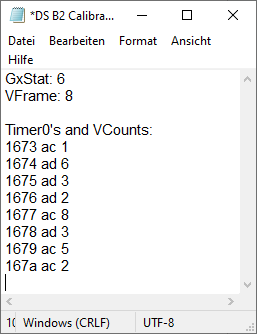 *DS B2 Calibra...
Datei Bearbeiten Format Ansicht
Hilfe
GxStat: 6
VFrame: 8

Timer0's and VCounts:
1673 ac 1
1674 ad 6
1675 ad 3
1676 ad 2
1677 ac 8
1678 ad 3
1679 ac 5
167a ac 2
10 Windows (CRLF) UTF-8